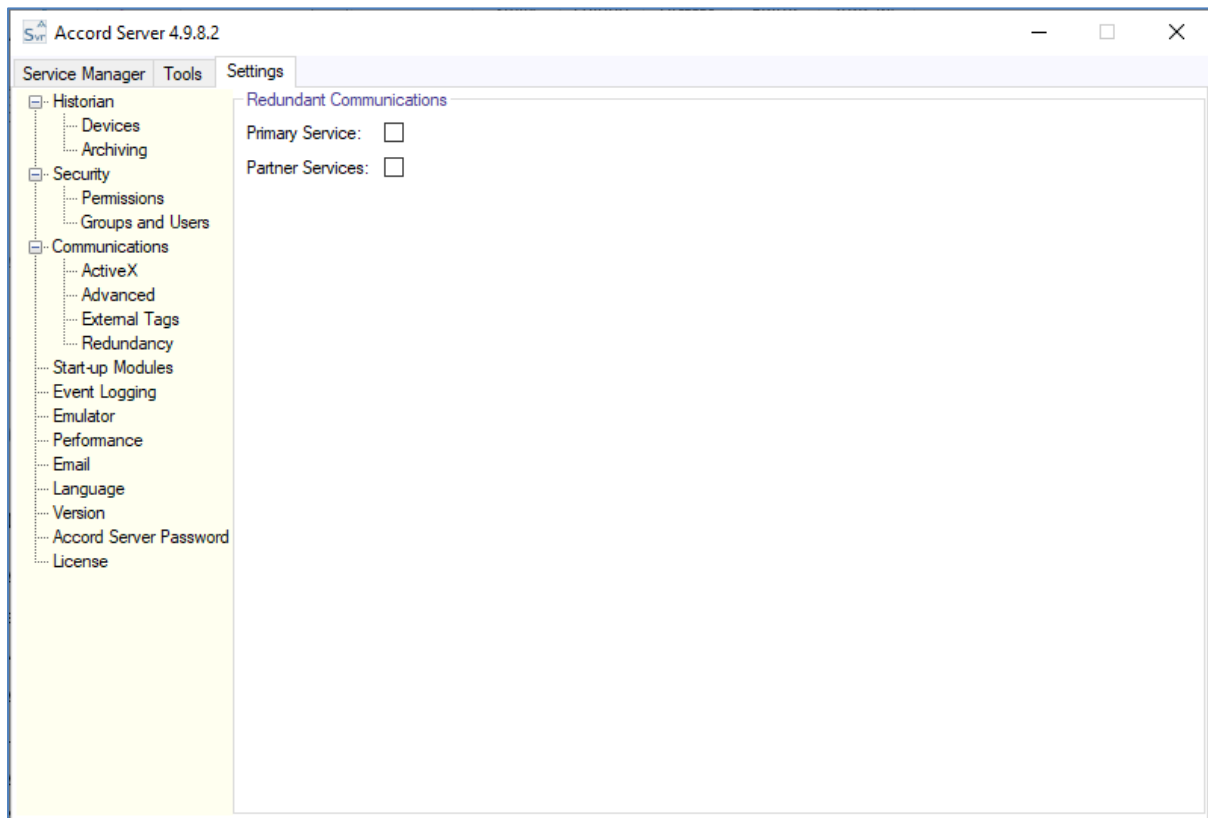 Svr A Accord Server 4.9.8.2
Service Manager Tools Settings
Historian
Devices
Archiving
Security
Permissions
Groups and Users
Communications
ActiveX
Advanced
External Tags
Redundancy
Start-up Modules
Event Logging
Emulator
Performance
Email
Language
Version
Accord Server Password
License
Redundant Communications
Primary Service:
Partner Services: